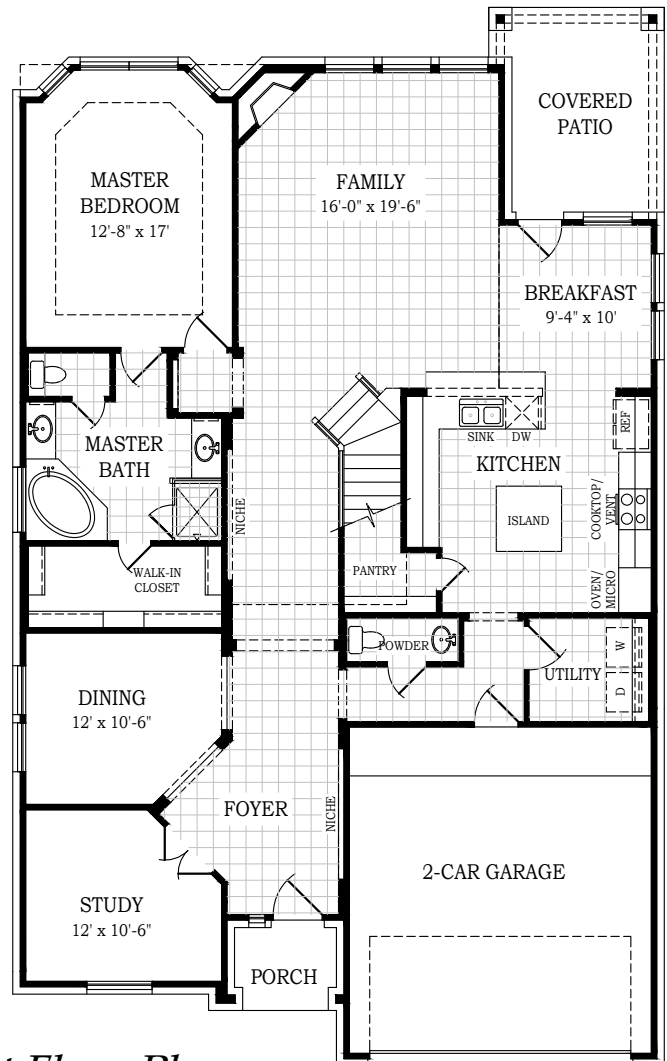 COVERED
PATIO
MASTER
BEDROOM
12'-8" x 17'
FAMILY
16'-0" x 19'-6"
BREAKFAST
9'-4" x 10'
MASTER
BATH
SINK
DW
REF
KITCHEN
NICHE
ISLAND
COOKTOP/
VENT
WALK-IN
CLOSET
PANTRY
OVEN/
MICRO
POWDER
UTILITY
W
D
DINING
12' x 10'-6"
FOYER
NICHE
2-CAR GARAGE
STUDY
12' x 10'-6"
PORCH